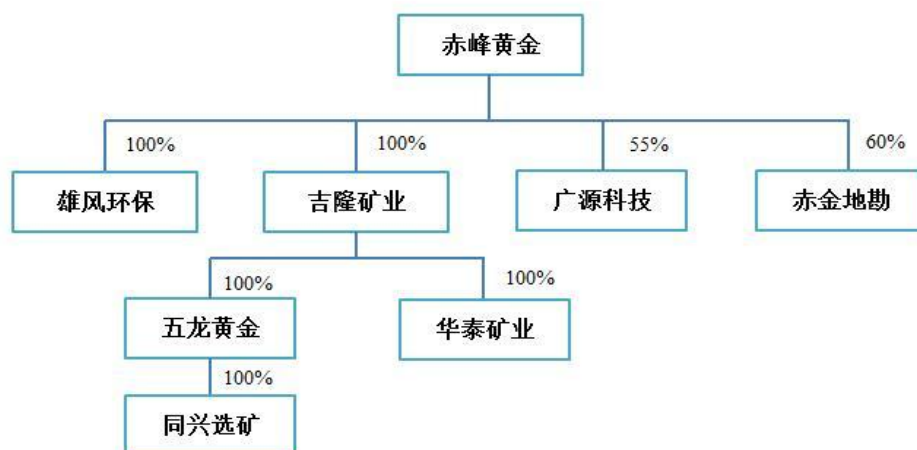 赤峰黄金
100%
100%
55%
60%
雄风环保
吉隆矿业
广源科技
赤金地勘
100%
100%
五龙黄金
华泰矿业
100%
同兴选矿